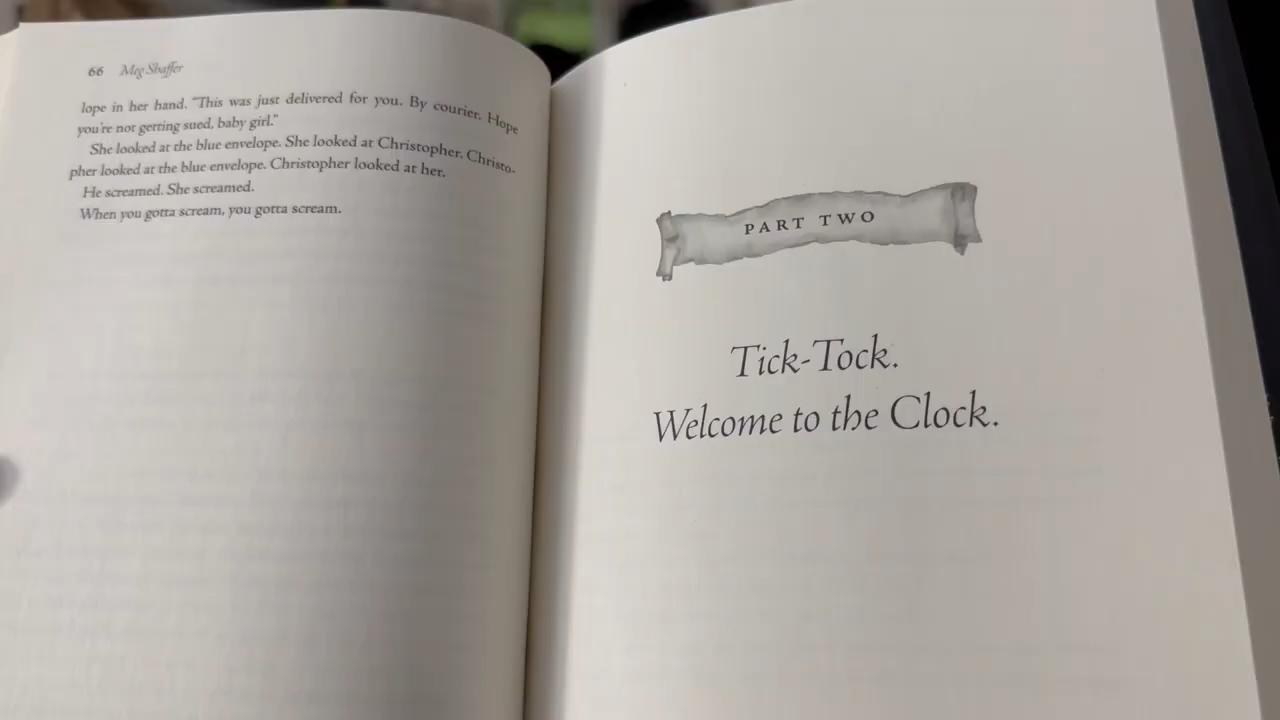 66 Meg Shaffer
lope in her hand. "This was just delivered for you. By courier. Hope
you're not getting sued, baby girl."
She looked at the blue envelope. She looked at Christopher. Christo-
pher looked at the blue envelope. Christopher looked at her.
He screamed. She screamed.
When you gotta scream, you gotta scream.
PART TWO
Tick-Tock.
Welcome to the Clock.